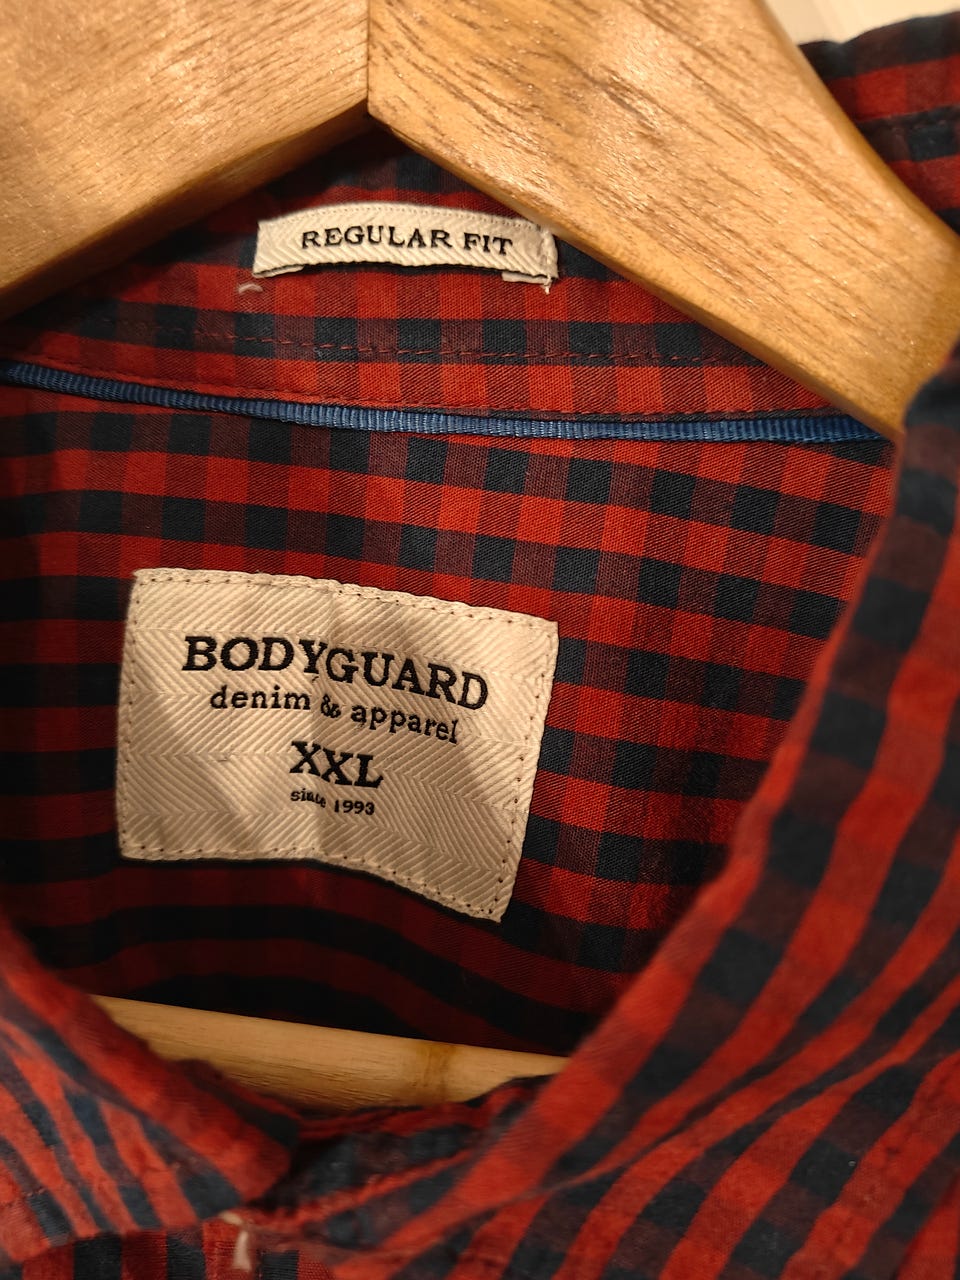 REGULAR FIT
BODYGUARD
denim & apparel
XXL
since 1993